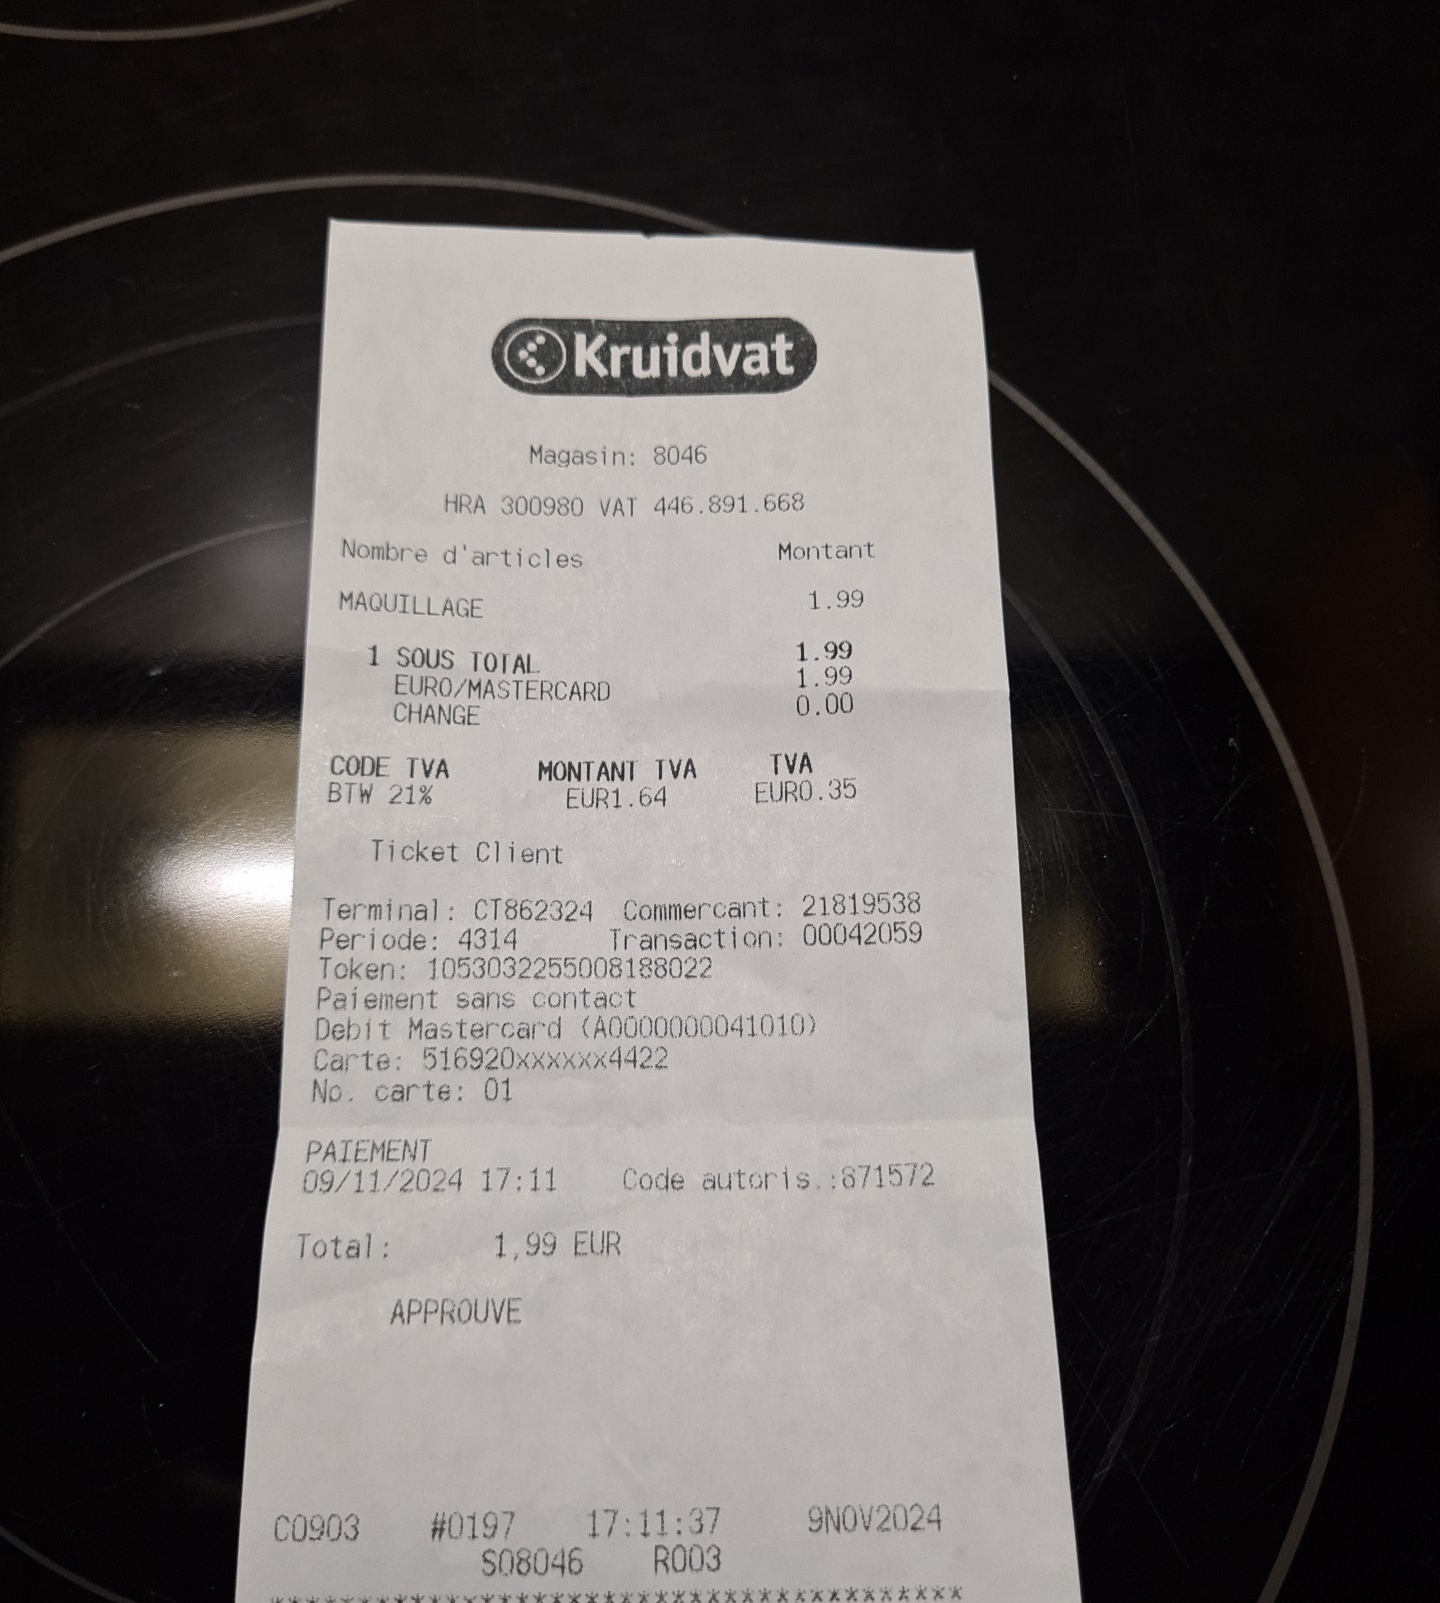 Kruidvat
Magasin: 8046
HRA 300980 VAT 446.891.668
Nombre d'articles Montant
MAQUILLAGE 1.99
1 SOUS TOTAL 1.99
EURO/MASTERCARD 1.99
CHANGE 0.00
CODE TVA MONTANT TVA TVA
BTW 21% EUR1.64 EUR0.35
Ticket Client
Terminal: CT862324 Commercant: 21819538
Periode: 4314 Transaction: 00042059
Token: 1053032255008188022
Paiement sans contact
Debit Mastercard (A0000000041010)
Carte: 516920xxxxxx4422
No. carte: 01
PAIEMENT
09/11/2024 17:11 Code autoris.:871572
Total: 1,99 EUR
APPROUVE
C0903 #0197 17:11:37 9NOV2024
S08046 R003